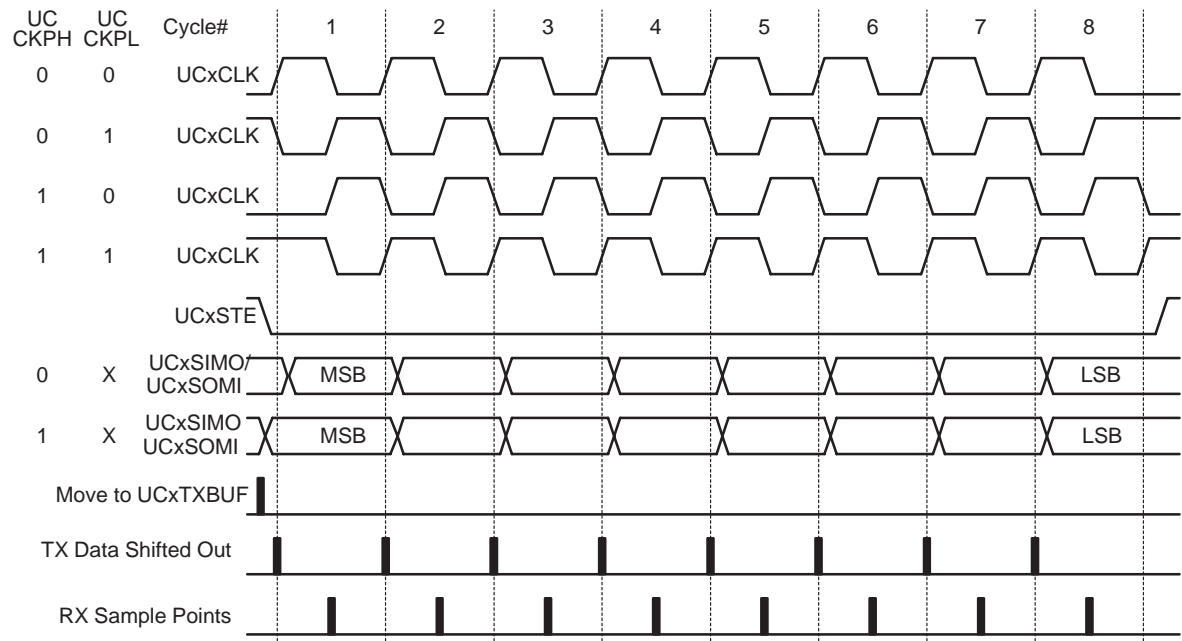 UC CKPH UC CKPL Cycle# 1 2 3 4 5 6 7 8
0 0 UCxCLK
0 1 UCxCLK
1 0 UCxCLK
1 1 UCxCLK
UCxSTE
0 X UCxSIMO/ UCxSOMI MSB LSB
1 X UCxSIMO UCxSOMI MSB LSB
Move to UCxTXBUF
TX Data Shifted Out
RX Sample Points